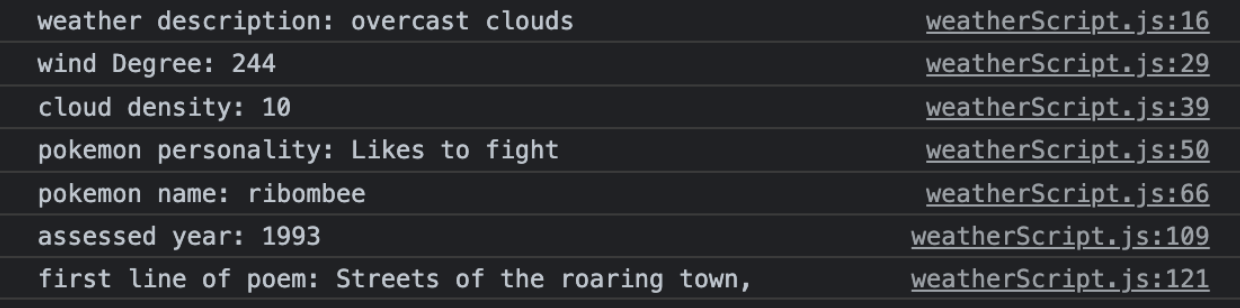 weather description: overcast clouds weatherScript.js:16
wind Degree: 244 weatherScript.js:29
cloud density: 10 weatherScript.js:39
pokemon personality: Likes to fight weatherScript.js:50
pokemon name: ribombee weatherScript.js:66
assessed year: 1993 weatherScript.js:109
first line of poem: Streets of the roaring town, weatherScript.js:121